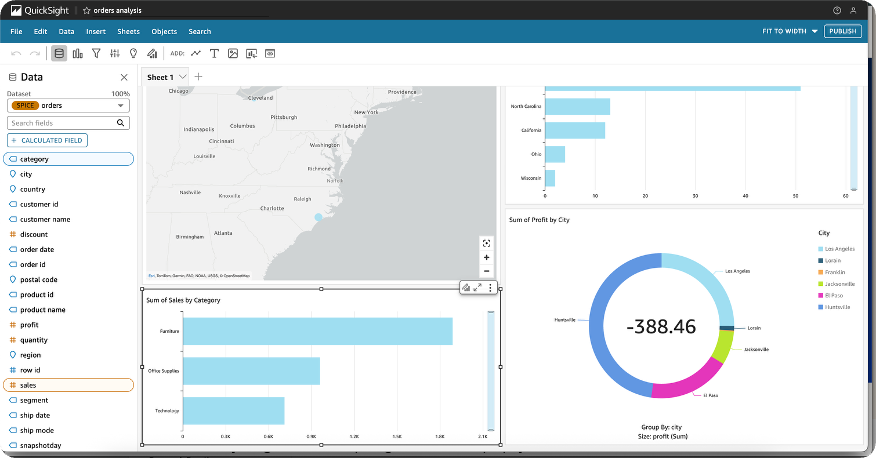 QuickSight
orders analysis
File Edit Data Insert Sheets Objects Search
FIT TO WIDTH
PUBLISH
ADD:
Data
Dataset
100%
SPICE orders
Search fields
+ CALCULATED FIELD
category
city
country
customer id
customer name
discount
order date
order id
postal code
product id
product name
profit
quantity
region
row id
sales
segment
ship date
ship mode
snapshotday
Sheet 1
Chicago
Cleveland
Providence
New York
Pittsburgh
Philadelphia
Indianapolis
Columbus
Cincinnati
Washington
Louisville
Richmond
Norfolk
Nashville
Knoxville
Raleigh
Charlotte
Birmingham
Atlanta
Esri, TomTom, Garmin, FAO, NOAA, USGS, © OpenStreetMap
North Carolina
California
Ohio
Wisconsin
0 10 20 30 40 50 60
Sum of Sales by Category
Furniture
Office Supplies
Technology
0 0.3K 0.6K 0.9K 1.2K 1.5K 1.8K 2.1K
Sum of Profit by City
City
Los Angeles
Lorain
Franklin
Jacksonville
El Paso
Huntsville
Los Angeles
Huntsville
-388.46
Lorain
Jacksonville
El Paso
Group By: city
Size: profit (Sum)